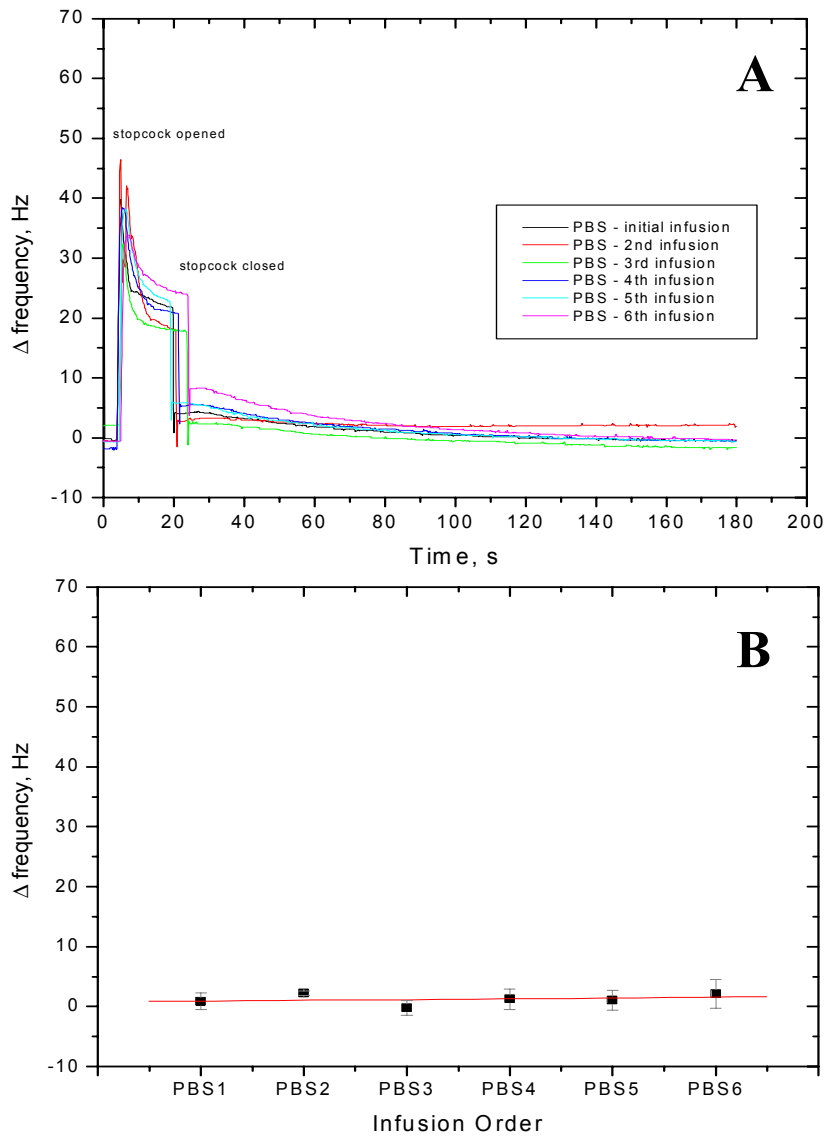 A
stopcock opened
stopcock closed
PBS - initial infusion
PBS - 2nd infusion
PBS - 3rd infusion
PBS - 4th infusion
PBS - 5th infusion
PBS - 6th infusion
Δ frequency, Hz
70
60
50
40
30
20
10
0
-10
0 20 40 60 80 100 120 140 160 180 200
Time, s
B
Δ frequency, Hz
70
60
50
40
30
20
10
0
-10
PBS1 PBS2 PBS3 PBS4 PBS5 PBS6
Infusion Order